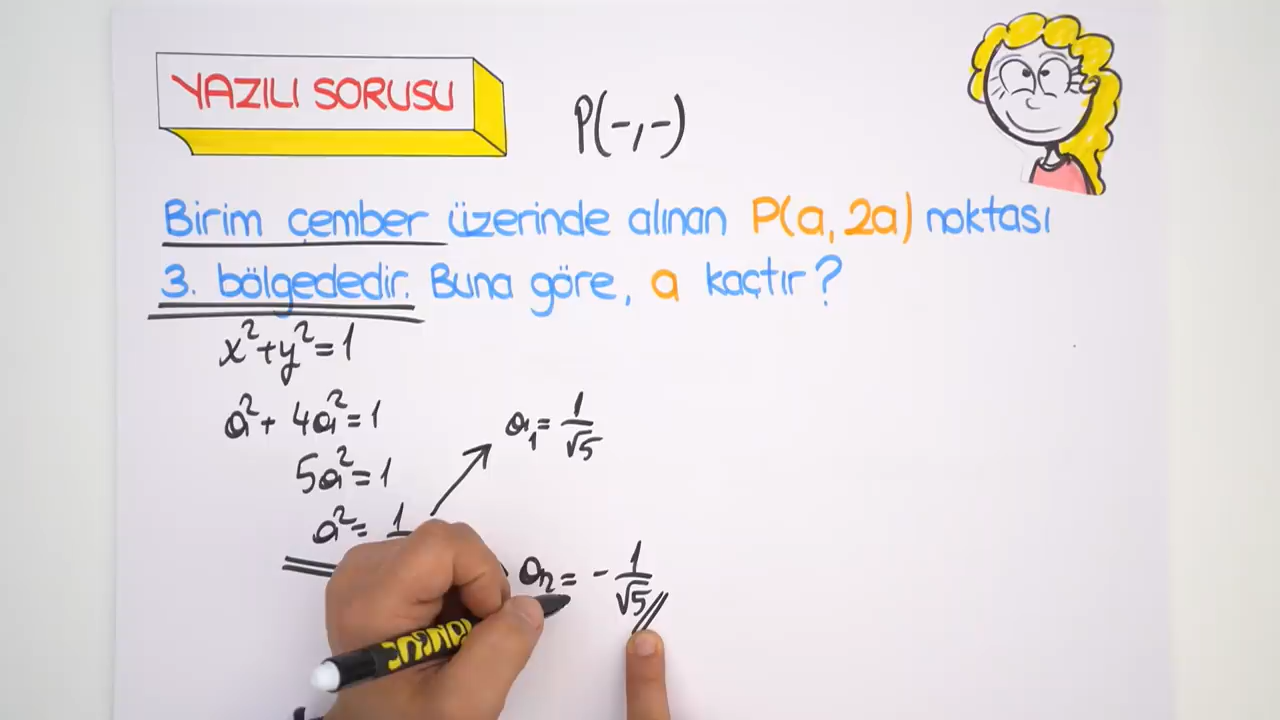 YAZILI SORUSU
P(-,-)
Birim çember üzerinde alınan P(a, 2a) noktası
3. bölgededir. Buna göre, a kaçtır?
x²+y²=1
a²+ 4a²=1
a₁= 1/√5
5a²=1
a²= 1
a₂= - 1/√5